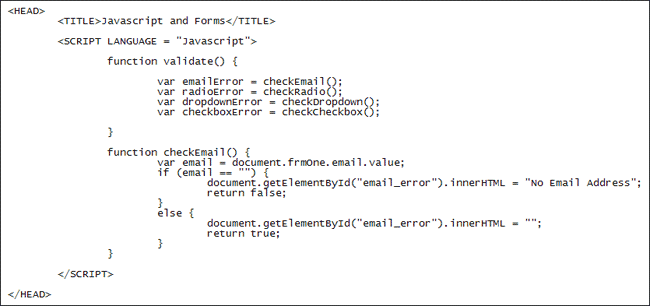 <HEAD>
<TITLE>Javascript and Forms</TITLE>
<SCRIPT LANGUAGE = "Javascript">
function validate() {
var emailError = checkEmail();
var radioError = checkRadio();
var dropdownError = checkDropdown();
var checkboxError = checkCheckbox();
}
function checkEmail() {
var email = document.frmOne.email.value;
if (email == "") {
document.getElementById("email_error").innerHTML = "No Email Address";
return false;
}
else {
document.getElementById("email_error").innerHTML = "";
return true;
}
}
</SCRIPT>
</HEAD>